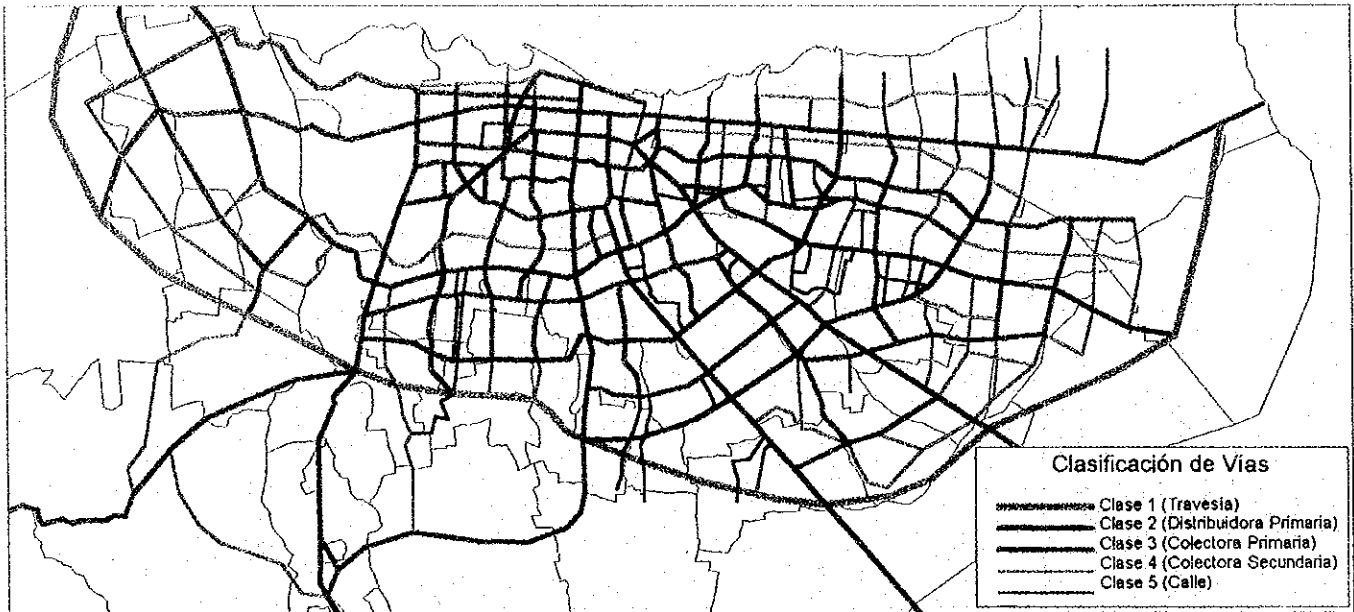 Clasificación de Vías
Clase 1 (Travesía)
Clase 2 (Distribuidora Primaria)
Clase 3 (Colectora Primaria)
Clase 4 (Colectora Secundaria)
Clase 5 (Calle)